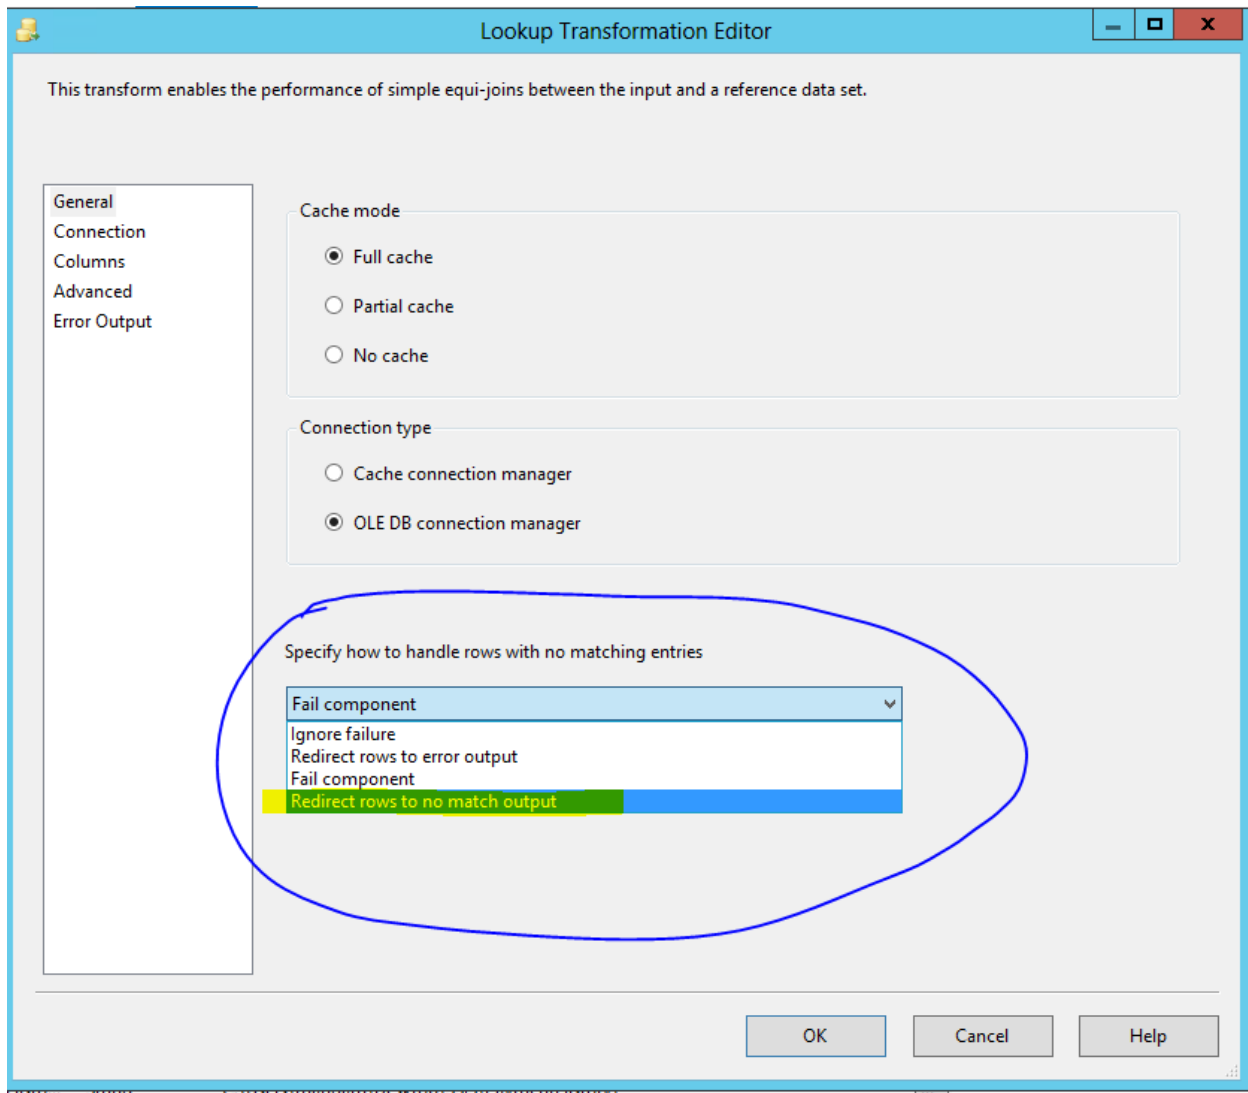 Lookup Transformation Editor
This transform enables the performance of simple equi-joins between the input and a reference data set.
General
Connection
Columns
Advanced
Error Output
Cache mode
Full cache
Partial cache
No cache
Connection type
Cache connection manager
OLE DB connection manager
Specify how to handle rows with no matching entries
Fail component
Ignore failure
Redirect rows to error output
Fail component
Redirect rows to no match output
OK
Cancel
Help